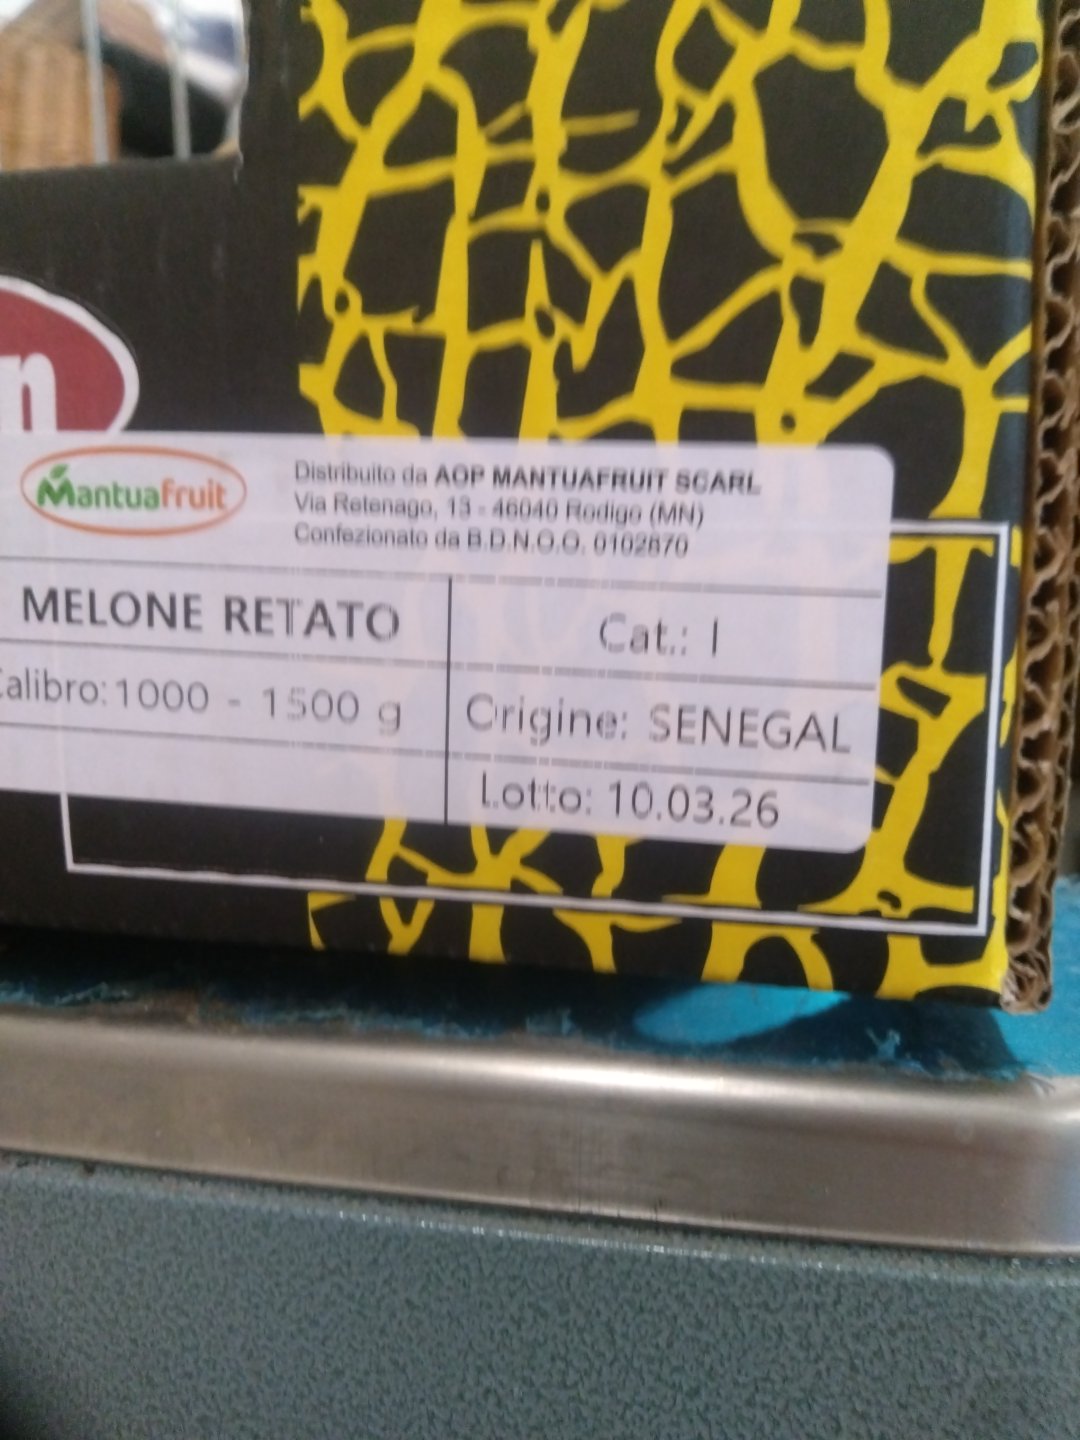 n
MantuaFruit
Distribuito da AOP MANTUAFRUIT SCARL
Via Retenago, 13 - 46040 Rodigo (MN)
Confezionato da B.D.N.O.O. 0102870
MELONE RETATO
Cat.: I
Calibro: 1000 - 1500 g
Origine: SENEGAL
Lotto: 10.03.26